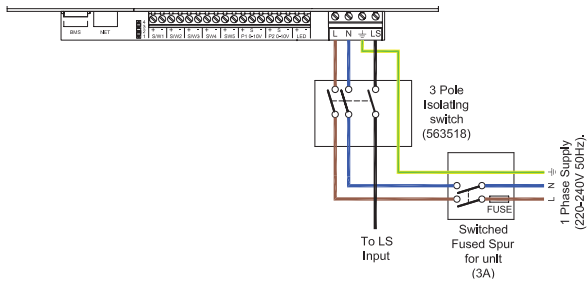 BMS
NET
+ - + - + - + - + - + S - + S - + -
SW1 SW2 SW3 SW4 SW5 P1 0-10V P2 0-10V LED
L N LS
3 Pole
Isolating
switch
(563518)
N
L
FUSE
1 Phase Supply
(220-240V 50Hz).
To LS
Input
Switched
Fused Spur
for unit
(3A)